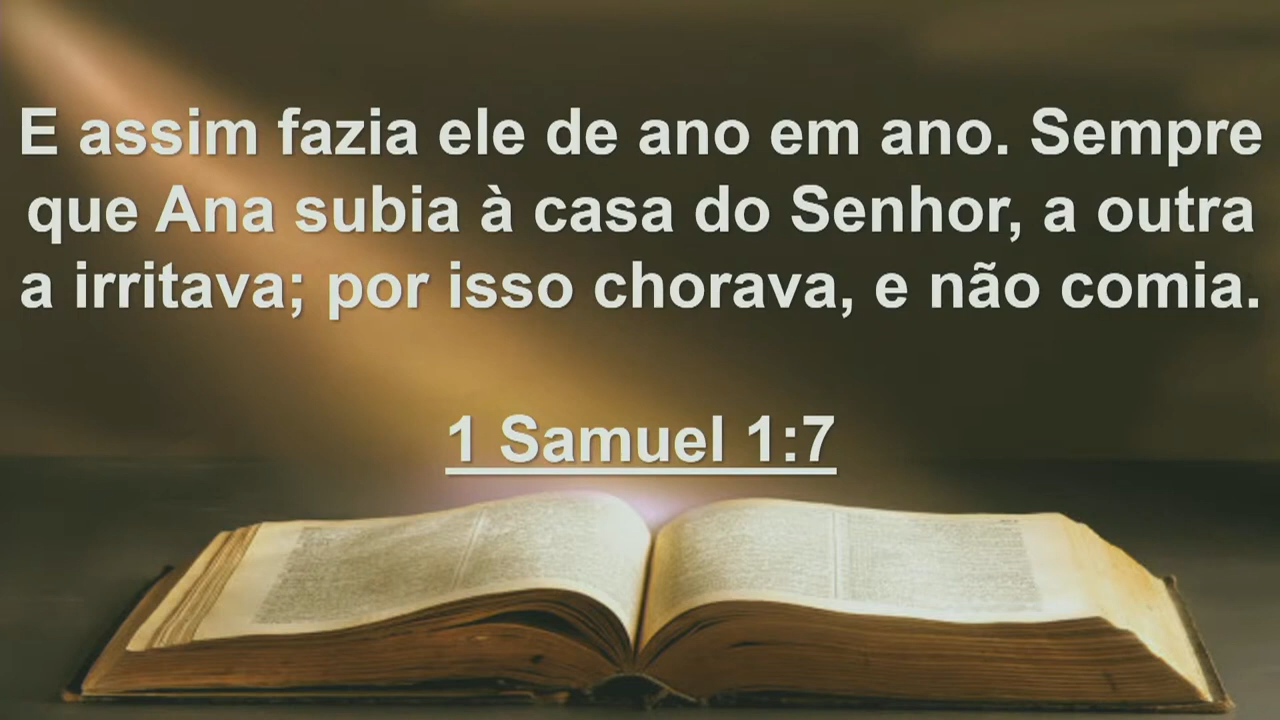 E assim fazia ele de ano em ano. Sempre
que Ana subia à casa do Senhor, a outra
a irritava; por isso chorava, e não comia.
1 Samuel 1:7